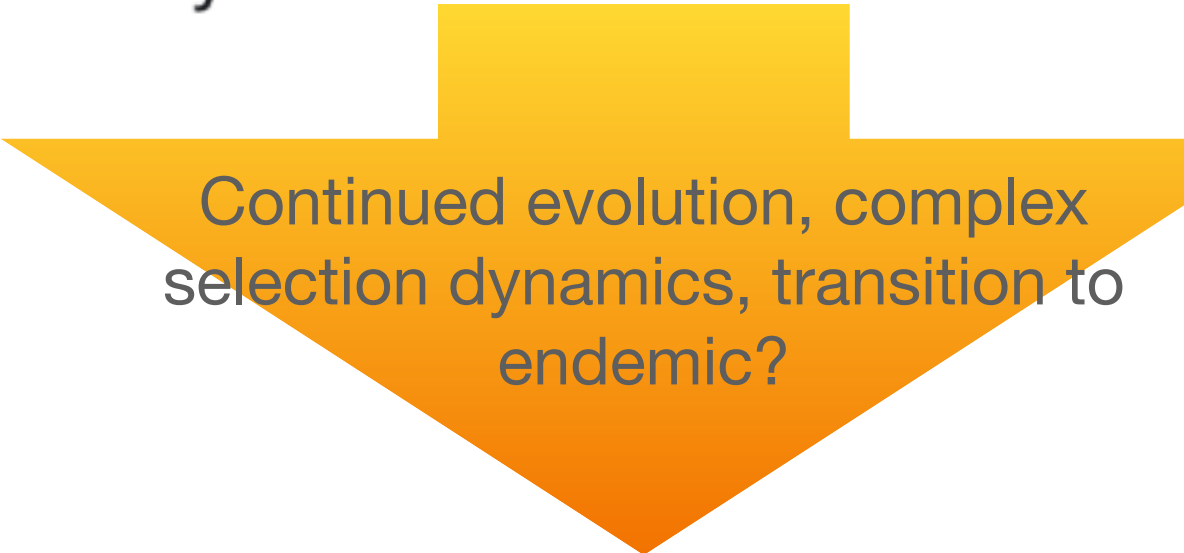 Continued evolution, complex
selection dynamics, transition to
endemic?